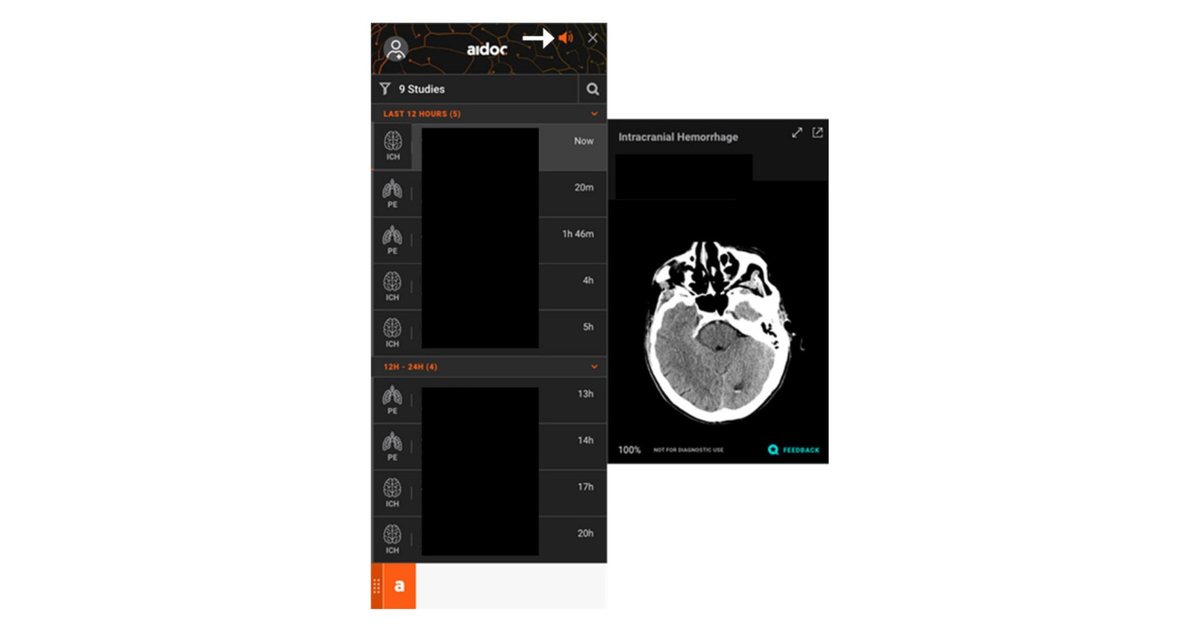 aidoc
9 Studies
LAST 12 HOURS (5)
ICH Now
PE 20m
PE 1h 46m
ICH 4h
ICH 5h
12H - 24H (4)
PE 13h
PE 14h
ICH 17h
ICH 20h
a
Intracranial Hemorrhage
100% NOT FOR DIAGNOSTIC USE FEEDBACK